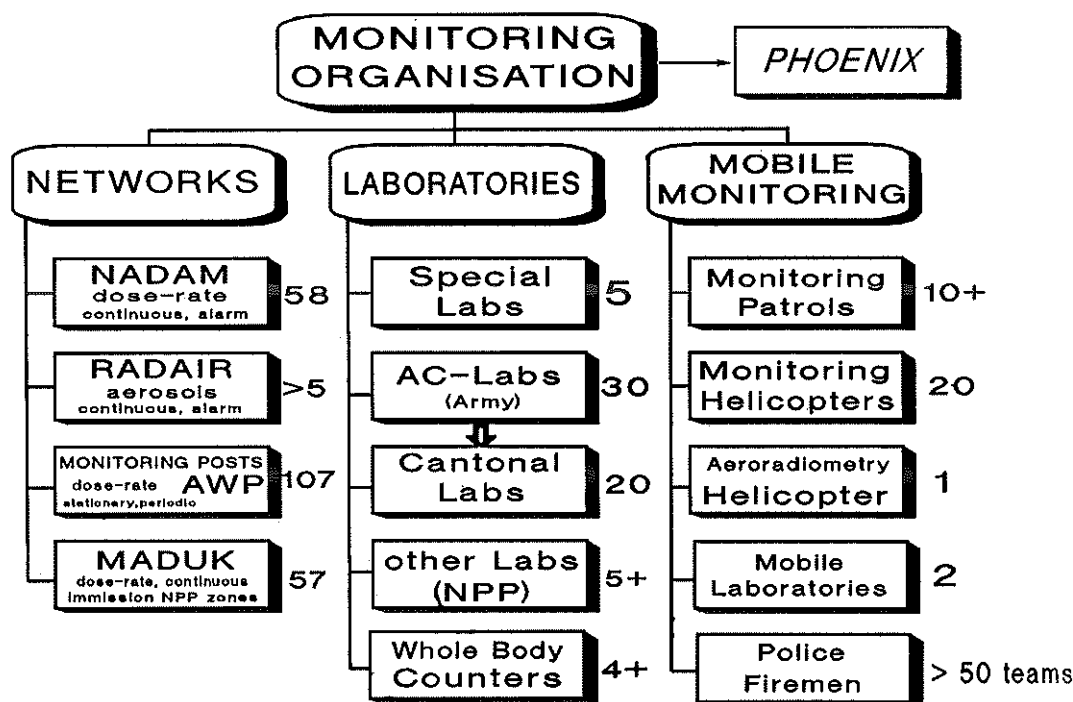 MONITORING
ORGANISATION
PHOENIX
NETWORKS
NADAM
dose-rate
continuous, alarm
58
RADAIR
aerosols
continuous, alarm
>5
MONITORING POSTS
dose-rate AWP
stationary,periodic
107
MADUK
dose-rate, continuous
immission NPP zones
57
LABORATORIES
Special
Labs
5
AC-Labs
(Army)
30
Cantonal
Labs
20
other Labs
(NPP)
5+
Whole Body
Counters
4+
MOBILE
MONITORING
Monitoring
Patrols
10+
Monitoring
Helicopters
20
Aeroradiometry
Helicopter
1
Mobile
Laboratories
2
Police
Firemen
> 50 teams